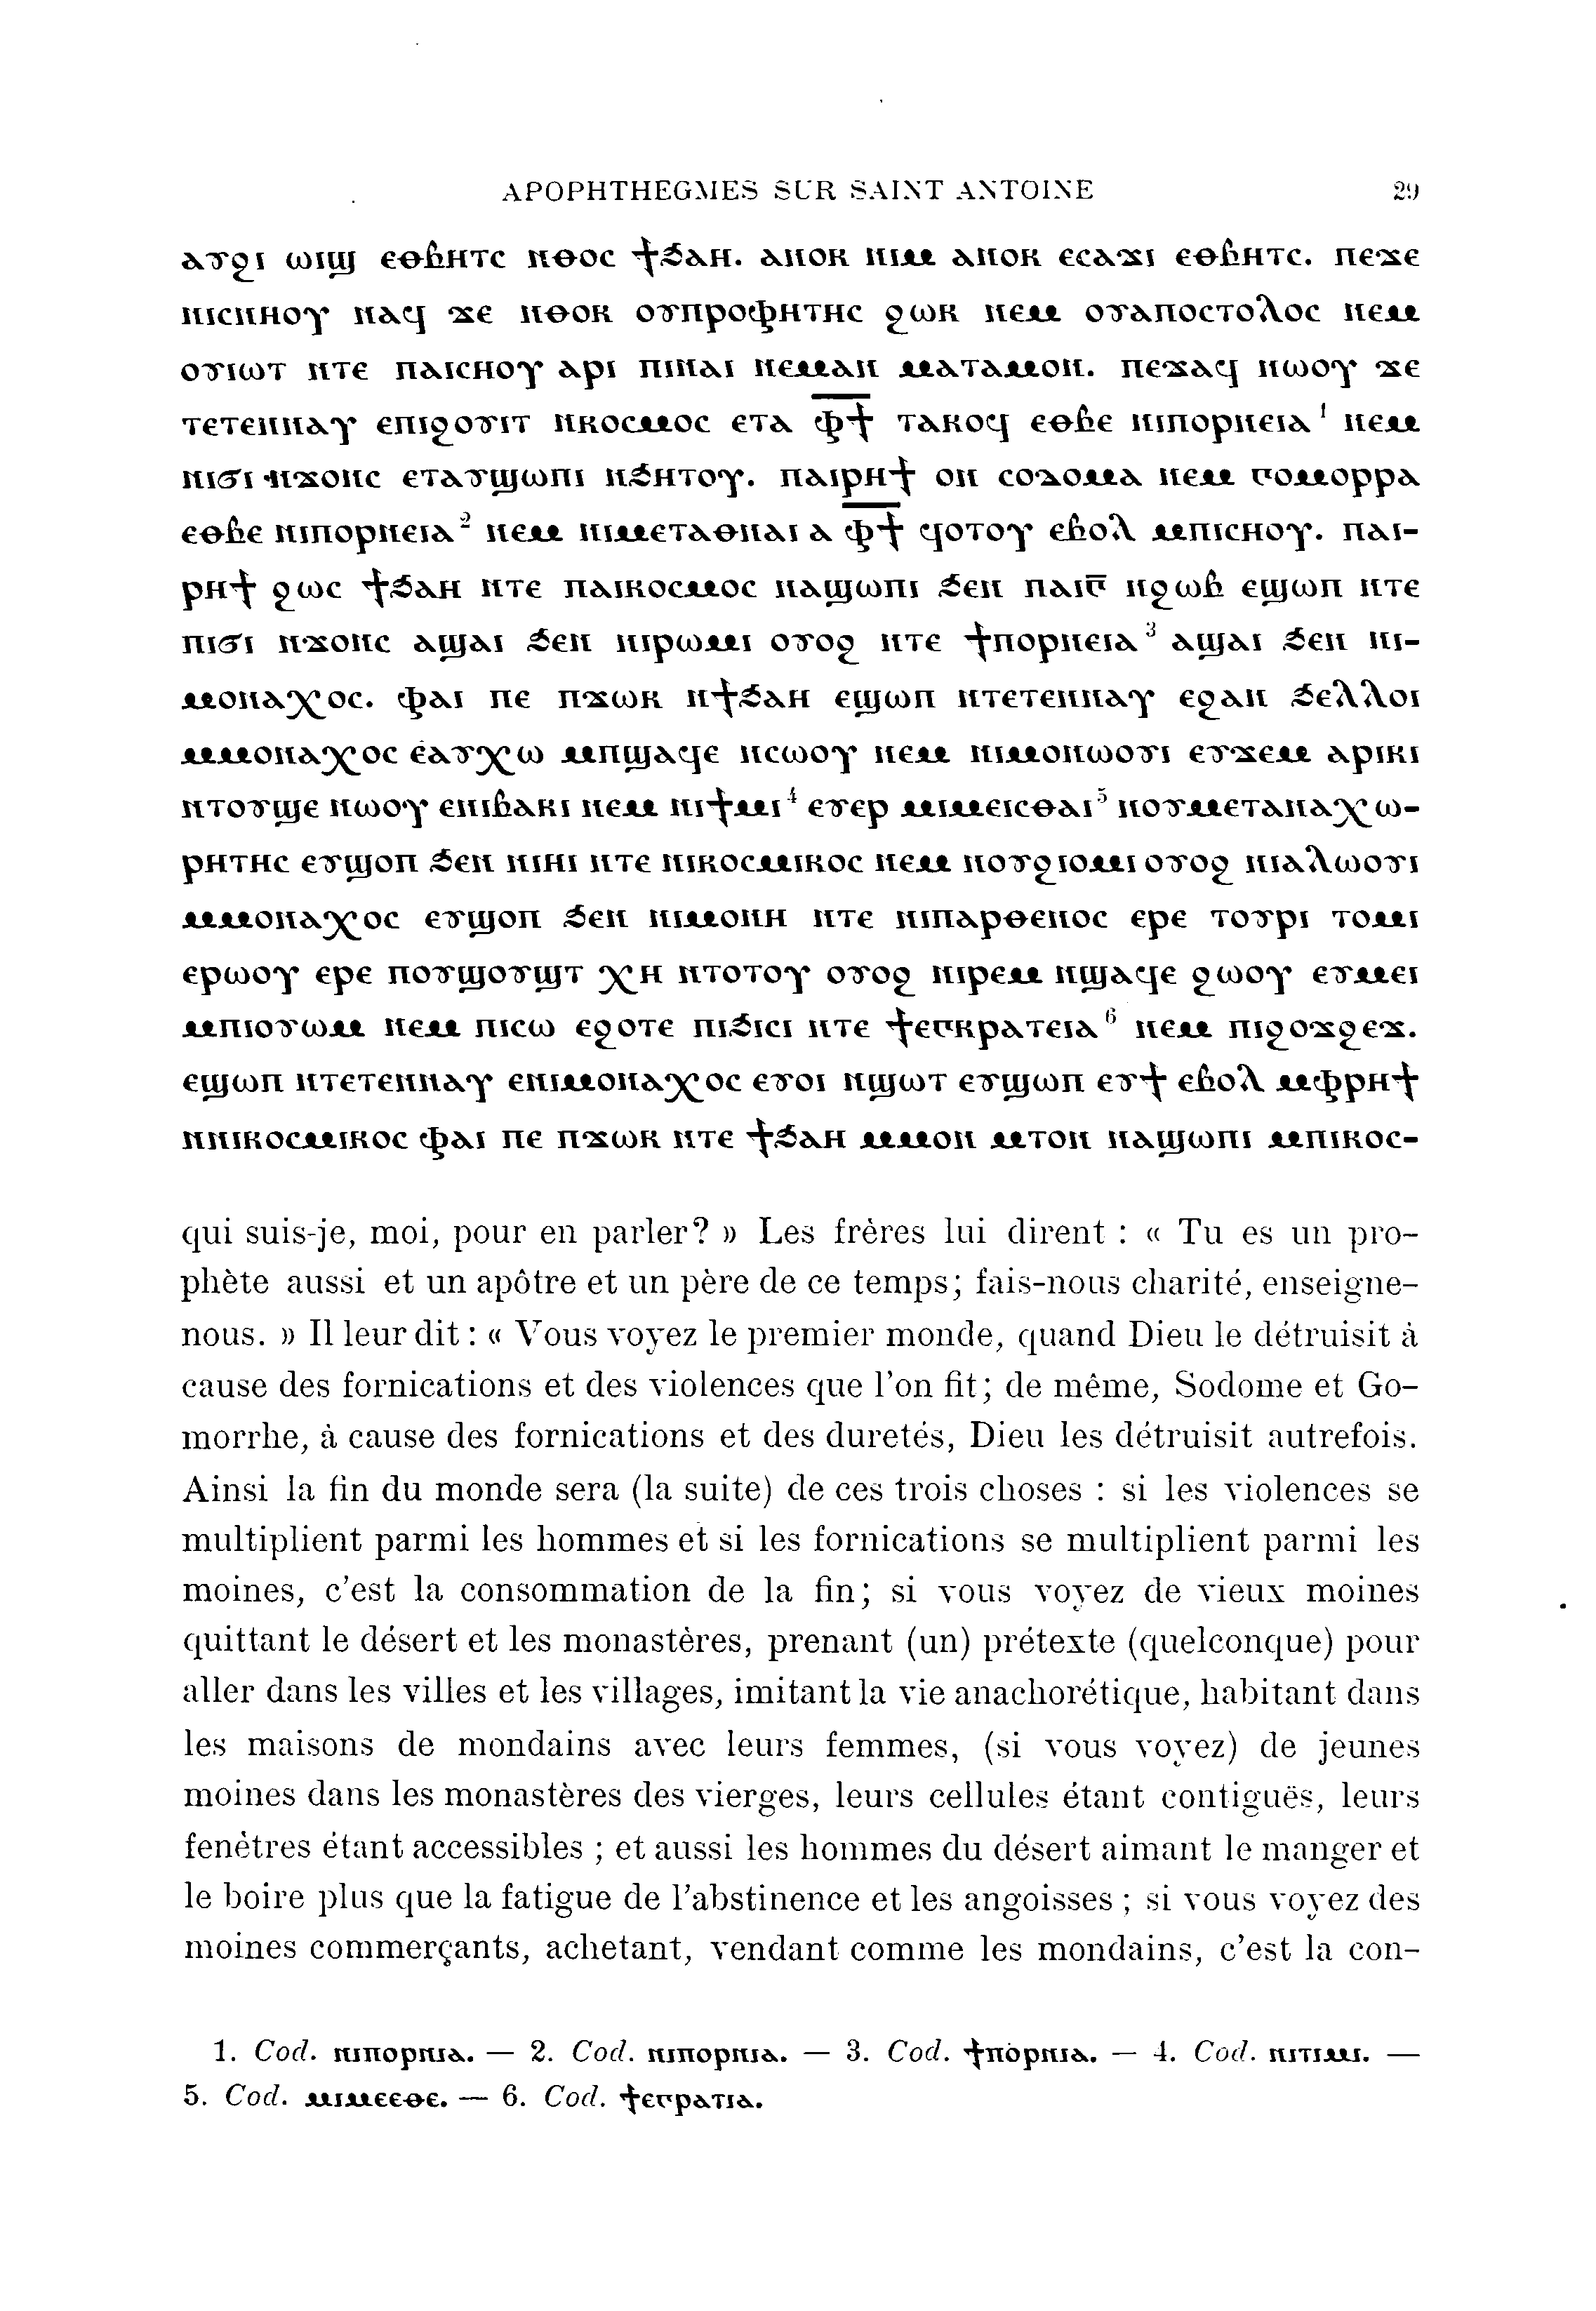 APOPHTHEGMES SUR SAINT ANTOINE 29
ⲁⲩϩⲓ ⲱⲓϣ ⲉⲑⲃⲏⲧⲥ ⲛⲑⲟⲥ ϯϧⲁⲏ. ⲁⲛⲟⲕ ⲛⲓⲙ ⲁⲛⲟⲕ ⲉⲥⲁϫⲓ ⲉⲑⲃⲏⲧⲥ. ⲡⲉϫⲉ
ⲛⲓⲥⲛⲏⲟⲩ ⲛⲁϥ ϫⲉ ⲛⲑⲟⲕ ⲟⲩⲡⲣⲟⲫⲏⲧⲏⲥ ϩⲱⲕ ⲛⲉⲙ ⲟⲩⲁⲡⲟⲥⲧⲟⲗⲟⲥ ⲛⲉⲙ
ⲟⲩⲓⲱⲧ ⲛⲧⲉ ⲡⲁⲓⲥⲏⲟⲩ ⲁⲣⲓ ⲡⲓⲛⲁⲓ ⲛⲉⲙⲁⲛ ⲙⲁⲧⲁⲙⲟⲛ. ⲡⲉϫⲁϥ ⲛⲱⲟⲩ ϫⲉ
ⲧⲉⲧⲉⲛⲛⲁⲩ ⲉⲡⲓϩⲟⲩⲓⲧ ⲛⲕⲟⲥⲙⲟⲥ ⲉⲧⲁ ⲫ̅ϯ̅ ⲧⲁⲕⲟϥ ⲉⲑⲃⲉ ⲛⲓⲡⲟⲣⲛⲉⲓⲁ ¹ ⲛⲉⲙ
ⲛⲓϭⲓ ⲛϫⲟⲛⲥ ⲉⲧⲁⲩϣⲱⲡⲓ ⲛϧⲏⲧⲟⲩ. ⲡⲁⲓⲣⲏϯ ⲟⲛ ⲥⲟⲇⲟⲙⲁ ⲛⲉⲙ ⲅⲟⲙⲟⲣⲣⲁ
ⲉⲑⲃⲉ ⲛⲓⲡⲟⲣⲛⲉⲓⲁ ² ⲛⲉⲙ ⲛⲓⲙⲉⲧⲁⲑⲛⲁⲓ ⲁ ⲫ̅ϯ̅ ϥⲟⲧⲟⲩ ⲉⲃⲟⲗ ⲙⲡⲓⲥⲏⲟⲩ. ⲡⲁⲓ-
ⲣⲏϯ ϩⲱⲥ ϯϧⲁⲏ ⲛⲧⲉ ⲡⲁⲓⲕⲟⲥⲙⲟⲥ ⲛⲁϣⲱⲡⲓ ϧⲉⲛ ⲡⲁⲓⲅ̅ ⲛϩⲱⲃ ⲉϣⲱⲡ ⲛⲧⲉ
ⲡⲓϭⲓ ⲛϫⲟⲛⲥ ⲁϣⲁⲓ ϧⲉⲛ ⲛⲓⲣⲱⲙⲓ ⲟⲩⲟϩ ⲛⲧⲉ ϯⲡⲟⲣⲛⲉⲓⲁ ³ ⲁϣⲁⲓ ϧⲉⲛ ⲛⲓ-
ⲙⲟⲛⲁⲭⲟⲥ. ⲫⲁⲓ ⲡⲉ ⲡϫⲱⲕ ⲛϯϧⲁⲏ ⲉϣⲱⲡ ⲛⲧⲉⲧⲉⲛⲛⲁⲩ ⲉϩⲁⲛ ϧⲉⲗⲗⲟⲓ
ⲙⲙⲟⲛⲁⲭⲟⲥ ⲉⲁⲩⲭⲱ ⲙⲡϣⲁϥⲉ ⲛⲥⲱⲟⲩ ⲛⲉⲙ ⲛⲓⲙⲟⲛⲱⲟⲩⲓ ⲉⲩϫⲉⲙ ⲁⲣⲓⲕⲓ
ⲛⲧⲟⲩϣⲉ ⲛⲱⲟⲩ ⲉⲛⲓⲃⲁⲕⲓ ⲛⲉⲙ ⲛⲓϯⲙⲓ ⁴ ⲉⲩⲉⲣ ⲙⲓⲙⲉⲓⲥⲑⲁⲓ ⁵ ⲛⲟⲩⲙⲉⲧⲁⲛⲁⲭⲱ-
ⲣⲏⲧⲏⲥ ⲉⲩϣⲟⲡ ϧⲉⲛ ⲛⲓⲏⲓ ⲛⲧⲉ ⲛⲓⲕⲟⲥⲙⲓⲕⲟⲥ ⲛⲉⲙ ⲛⲟⲩϩⲓⲟⲙⲓ ⲟⲩⲟϩ ⲛⲓⲁⲗⲱⲟⲩⲓ
ⲙⲙⲟⲛⲁⲭⲟⲥ ⲉⲩϣⲟⲡ ϧⲉⲛ ⲛⲓⲙⲟⲛⲏ ⲛⲧⲉ ⲛⲓⲡⲁⲣⲑⲉⲛⲟⲥ ⲉⲣⲉ ⲧⲟⲩⲣⲓ ⲧⲟⲙⲓ
ⲉⲣⲱⲟⲩ ⲉⲣⲉ ⲡⲟⲩϣⲟⲩϣⲧ ⲭⲏ ⲛⲧⲟⲧⲟⲩ ⲟⲩⲟϩ ⲛⲓⲣⲉⲙ ⲛϣⲁϥⲉ ϩⲱⲟⲩ ⲉⲩⲙⲉⲓ
ⲙⲡⲓⲟⲩⲱⲙ ⲛⲉⲙ ⲡⲓⲥⲱ ⲉϩⲟⲧⲉ ⲡⲓϧⲓⲥⲓ ⲛⲧⲉ ϯⲉⲅⲕⲣⲁⲧⲉⲓⲁ ⁶ ⲛⲉⲙ ⲡⲓϩⲟϫϩⲉϫ.
ⲉϣⲱⲡ ⲛⲧⲉⲧⲉⲛⲛⲁⲩ ⲉⲛⲓⲙⲟⲛⲁⲭⲟⲥ ⲉⲩⲟⲓ ⲛϣⲱⲧ ⲉⲩϣⲱⲡ ⲉⲩϯ ⲉⲃⲟⲗ ⲙⲫⲣⲏϯ
ⲛⲛⲓⲕⲟⲥⲙⲓⲕⲟⲥ ⲫⲁⲓ ⲡⲉ ⲡϫⲱⲕ ⲛⲧⲉ ϯϧⲁⲏ ⲙⲙⲟⲛ ⲙⲧⲟⲛ ⲛⲁϣⲱⲡⲓ ⲙⲡⲓⲕⲟⲥ-
qui suis-je, moi, pour en parler? » Les frères lui dirent : « Tu es un pro-
phète aussi et un apôtre et un père de ce temps; fais-nous charité, enseigne-
nous. » Il leur dit : « Vous voyez le premier monde, quand Dieu le détruisit à
cause des fornications et des violences que l'on fit; de même, Sodome et Go-
morrhe, à cause des fornications et des duretés, Dieu les détruisit autrefois.
Ainsi la fin du monde sera (la suite) de ces trois choses : si les violences se
multiplient parmi les hommes et si les fornications se multiplient parmi les
moines, c'est la consommation de la fin; si vous voyez de vieux moines
quittant le désert et les monastères, prenant (un) prétexte (quelconque) pour
aller dans les villes et les villages, imitant la vie anachorétique, habitant dans
les maisons de mondains avec leurs femmes, (si vous voyez) de jeunes
moines dans les monastères des vierges, leurs cellules étant contiguës, leurs
fenêtres étant accessibles ; et aussi les hommes du désert aimant le manger et
le boire plus que la fatigue de l'abstinence et les angoisses ; si vous voyez des
moines commerçants, achetant, vendant comme les mondains, c'est la con-
1. Cod. ⲛⲓⲡⲟⲣⲛⲓⲁ. — 2. Cod. ⲛⲓⲡⲟⲣⲛⲓⲁ. — 3. Cod. ϯⲡⲟⲣⲛⲓⲁ. — 4. Cod. ⲛⲓⲧⲓⲙⲓ. —
5. Cod. ⲙⲓⲙⲉⲉⲑⲉ. — 6. Cod. ϯⲉⲅⲣⲁⲧⲓⲁ.